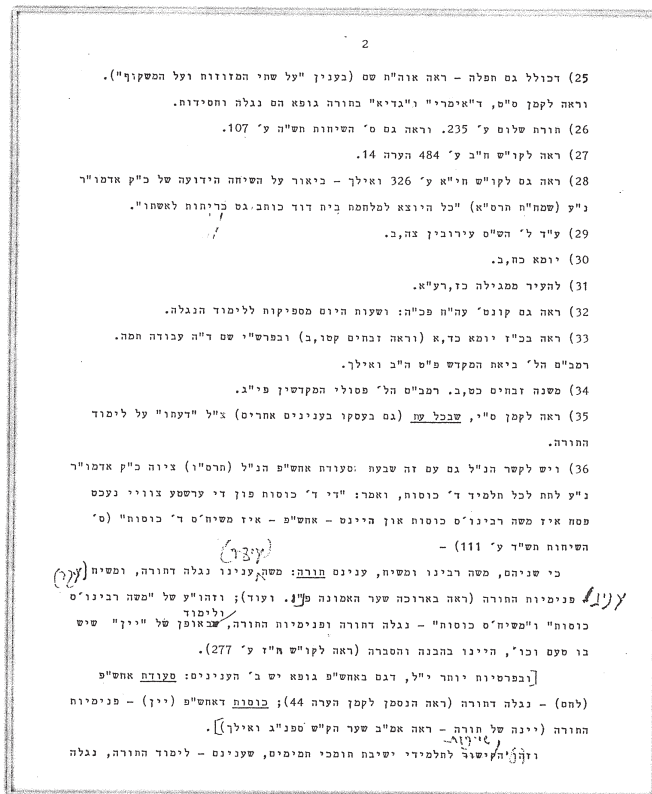 2
25) דכולל גם תפלה - ראה אוה"ח שם (בענין "על שתי המזוזות ועל המשקוף").
וראה לקמן ס"ט, ד"אימרי" ו"גדיא" בתורה גופא הם נגלה וחסידות.
26) תורת שלום ע' 235. וראה גם ס' השיחות תש"ה ע' 107.
27) ראה לקו"ש ח"ב ע' 484 הערה 14.
28) ראה גם לקו"ש חי"א ע' 326 ואילך - ביאור על השיחה הידועה של כ"ק אדמו"ר
נ"ע (שמח"ת תרס"א) "כל היוצא למלחמת בית דוד כותב גט כריתות לאשתו".
29) ע"ד ל' הש"ס עירובין צה,ב.
30) יומא כח,ב.
31) להעיר ממגילה כז,רע"א.
32) ראה גם קונט' עה"ח פכ"ה: ושעות היום מספיקות ללימוד הנגלה.
33) ראה בכ"ז יומא כד,א (וראה זבחים קטו,ב) ובפרש"י שם ד"ה עבודה תמה.
רמב"ם הל' ביאת המקדש פ"ט ה"ב ואילך.
34) משנה זבחים כט,ב. רמב"ם הל' פסולי המקדשין פי"ג.
35) ראה לקמן ס"י, שבכל עת (גם בעסקו בענינים אחרים) צ"ל "דעתו" על לימוד
התורה.
36) ויש לקשר הנ"ל גם עם זה שבעת סעודת אחש"פ הנ"ל (תרס"ו) ציוה כ"ק אדמו"ר
נ"ע לתת לכל תלמיד ד' כוסות, ואמר: "די ד' כוסות פון די ערשטע צוויי נעכט
פסח איז משה רבינו'ס כוסות און היינט - אחש"פ - איז משיח'ס ד' כוסות" (ס'
השיחות תש"ד ע' 111) -
(עיקר)
כי שניהם, משה רבינו ומשיח, ענינם תורה: משה ענינו נגלה דתורה, ומשיח (עיקר)
ענינו פנימיות התורה (ראה בארוכה שער האמונה. ועוד); וזהו"ע של "משה רבינו'ס
ולימוד
כוסות" ו"משיח'ס כוסות" - נגלה דתורה ופנימיות התורה, באופן של "יין" שיש
בו טעם וכו', היינו בהבנה והסברה (ראה לקו"ש ח"ז ע' 277).
[ובפרטיות יותר י"ל, דגם באחש"פ גופא יש ב' הענינים: סעודת אחש"פ
(לחם) - נגלה דתורה (ראה הנסמן לקמן הערה 44); כוסות דאחש"פ (יין) - פנימיות
התורה (יינה של תורה - ראה אמ"ב שער הק"ש ספנ"ג ואילך)].
לתלמידי ישיבת תומכי תמימים, שענינם - לימוד התורה, נגלה